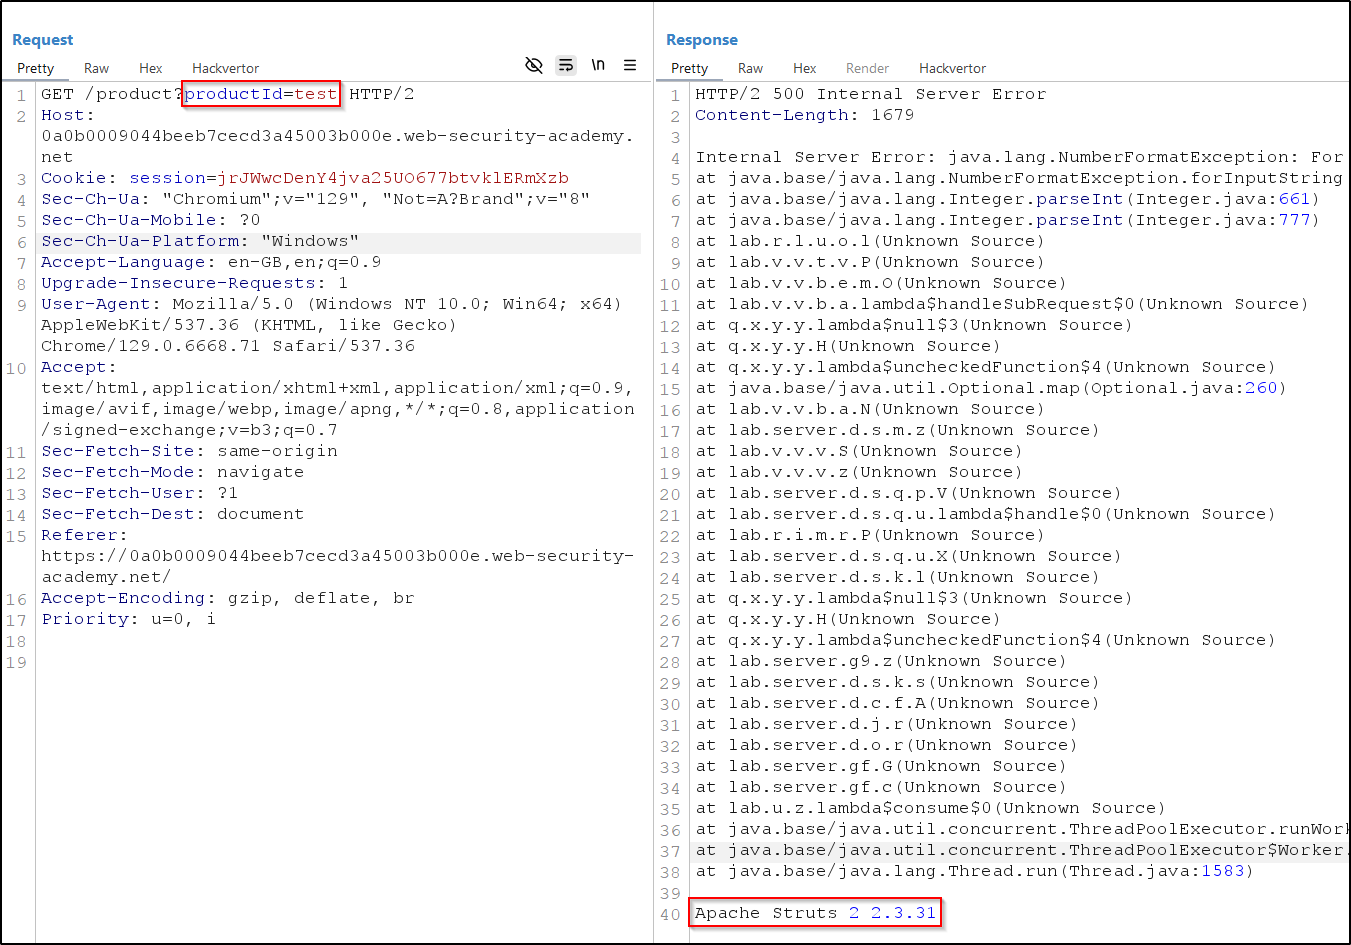 Request
Pretty Raw Hex Hackvertor \n
1 GET /product?productId=test HTTP/2
2 Host:
0a0b0009044beeb7cecd3a45003b000e.web-security-academy.
net
3 Cookie: session=jrJWwcDenY4jva25UO677btvklERmXzb
4 Sec-Ch-Ua: "Chromium";v="129", "Not=A?Brand";v="8"
5 Sec-Ch-Ua-Mobile: ?0
6 Sec-Ch-Ua-Platform: "Windows"
7 Accept-Language: en-GB,en;q=0.9
8 Upgrade-Insecure-Requests: 1
9 User-Agent: Mozilla/5.0 (Windows NT 10.0; Win64; x64)
AppleWebKit/537.36 (KHTML, like Gecko)
Chrome/129.0.6668.71 Safari/537.36
10 Accept:
text/html,application/xhtml+xml,application/xml;q=0.9,
image/avif,image/webp,image/apng,*/*;q=0.8,application
/signed-exchange;v=b3;q=0.7
11 Sec-Fetch-Site: same-origin
12 Sec-Fetch-Mode: navigate
13 Sec-Fetch-User: ?1
14 Sec-Fetch-Dest: document
15 Referer:
https://0a0b0009044beeb7cecd3a45003b000e.web-security-
academy.net/
16 Accept-Encoding: gzip, deflate, br
17 Priority: u=0, i
18
19
Response
Pretty Raw Hex Render Hackvertor
1 HTTP/2 500 Internal Server Error
2 Content-Length: 1679
3
4 Internal Server Error: java.lang.NumberFormatException: For
5 at java.base/java.lang.NumberFormatException.forInputString
6 at java.base/java.lang.Integer.parseInt(Integer.java:661)
7 at java.base/java.lang.Integer.parseInt(Integer.java:777)
8 at lab.r.l.u.o.l(Unknown Source)
9 at lab.v.v.t.v.P(Unknown Source)
10 at lab.v.v.b.e.m.O(Unknown Source)
11 at lab.v.v.b.a.lambda$handleSubRequest$0(Unknown Source)
12 at q.x.y.y.lambda$null$3(Unknown Source)
13 at q.x.y.y.H(Unknown Source)
14 at q.x.y.y.lambda$uncheckedFunction$4(Unknown Source)
15 at java.base/java.util.Optional.map(Optional.java:260)
16 at lab.v.v.b.a.N(Unknown Source)
17 at lab.server.d.s.m.z(Unknown Source)
18 at lab.v.v.v.S(Unknown Source)
19 at lab.v.v.v.z(Unknown Source)
20 at lab.server.d.s.q.p.V(Unknown Source)
21 at lab.server.d.s.q.u.lambda$handle$0(Unknown Source)
22 at lab.r.i.m.r.P(Unknown Source)
23 at lab.server.d.s.q.u.X(Unknown Source)
24 at lab.server.d.s.k.l(Unknown Source)
25 at q.x.y.y.lambda$null$3(Unknown Source)
26 at q.x.y.y.H(Unknown Source)
27 at q.x.y.y.lambda$uncheckedFunction$4(Unknown Source)
28 at lab.server.g9.z(Unknown Source)
29 at lab.server.d.s.k.s(Unknown Source)
30 at lab.server.d.c.f.A(Unknown Source)
31 at lab.server.d.j.r(Unknown Source)
32 at lab.server.d.o.r(Unknown Source)
33 at lab.server.gf.G(Unknown Source)
34 at lab.server.gf.c(Unknown Source)
35 at lab.u.z.lambda$consume$0(Unknown Source)
36 at java.base/java.util.concurrent.ThreadPoolExecutor.runWork
37 at java.base/java.util.concurrent.ThreadPoolExecutor$Worker.
38 at java.base/java.lang.Thread.run(Thread.java:1583)
39
40 Apache Struts 2 2.3.31